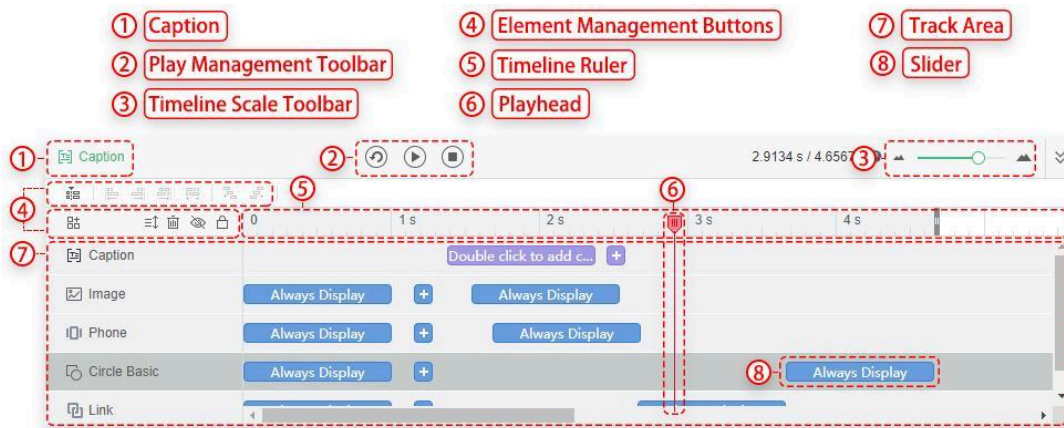 ① Caption
④ Element Management Buttons
⑦ Track Area
② Play Management Toolbar
⑤ Timeline Ruler
⑧ Slider
③ Timeline Scale Toolbar
⑥ Playhead
① Caption
②
2.9134 s / 4.6567
③
④
⑤
⑥
0 1 s 2 s 3 s 4 s
⑦
Caption Double click to add c... +
Image Always Display + Always Display
Phone Always Display + Always Display
Circle Basic Always Display + ⑧ Always Display
Link